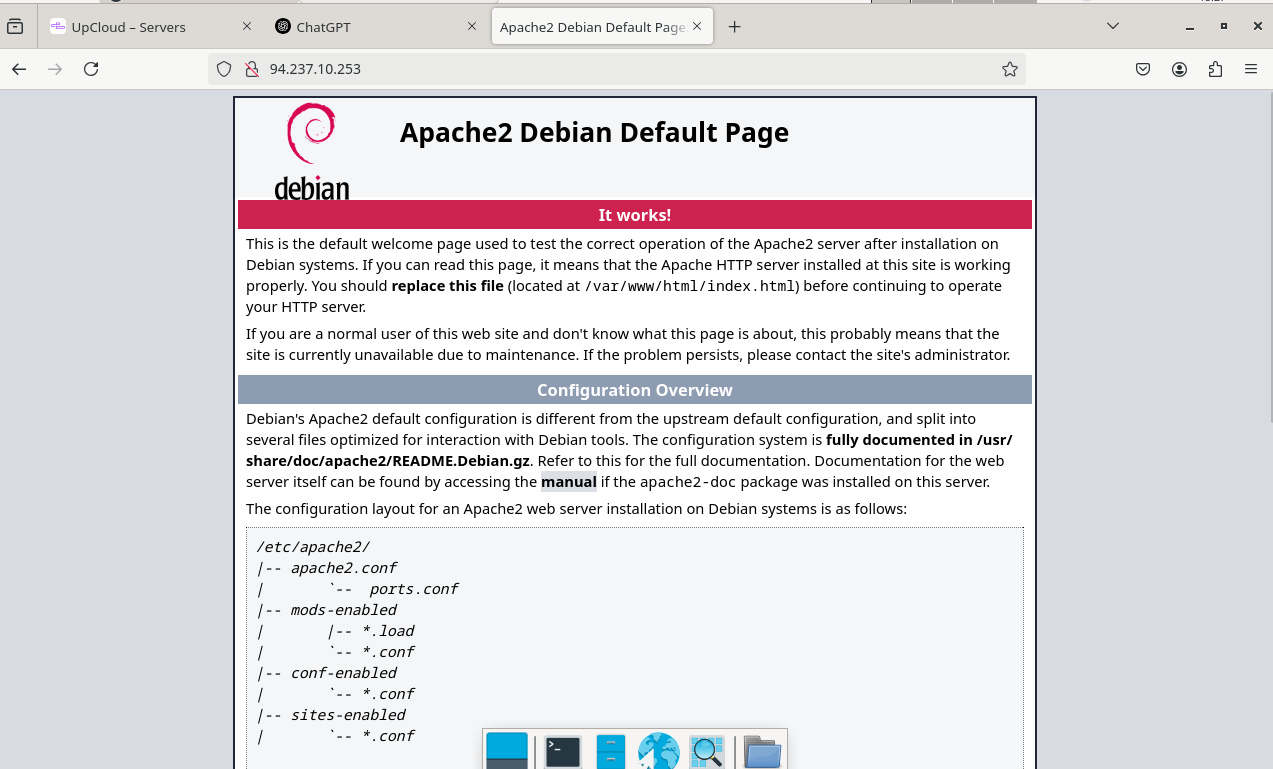 UpCloud – Servers
ChatGPT
Apache2 Debian Default Page
94.237.10.253
debian
Apache2 Debian Default Page
It works!
This is the default welcome page used to test the correct operation of the Apache2 server after installation on
Debian systems. If you can read this page, it means that the Apache HTTP server installed at this site is working
properly. You should replace this file (located at /var/www/html/index.html) before continuing to operate
your HTTP server.
If you are a normal user of this web site and don't know what this page is about, this probably means that the
site is currently unavailable due to maintenance. If the problem persists, please contact the site's administrator.
Configuration Overview
Debian's Apache2 default configuration is different from the upstream default configuration, and split into
several files optimized for interaction with Debian tools. The configuration system is fully documented in /usr/
share/doc/apache2/README.Debian.gz. Refer to this for the full documentation. Documentation for the web
server itself can be found by accessing the manual if the apache2-doc package was installed on this server.
The configuration layout for an Apache2 web server installation on Debian systems is as follows:
/etc/apache2/
|-- apache2.conf
|       `--  ports.conf
|-- mods-enabled
|       |-- *.load
|       `-- *.conf
|-- conf-enabled
|       `-- *.conf
|-- sites-enabled
|       `-- *.conf